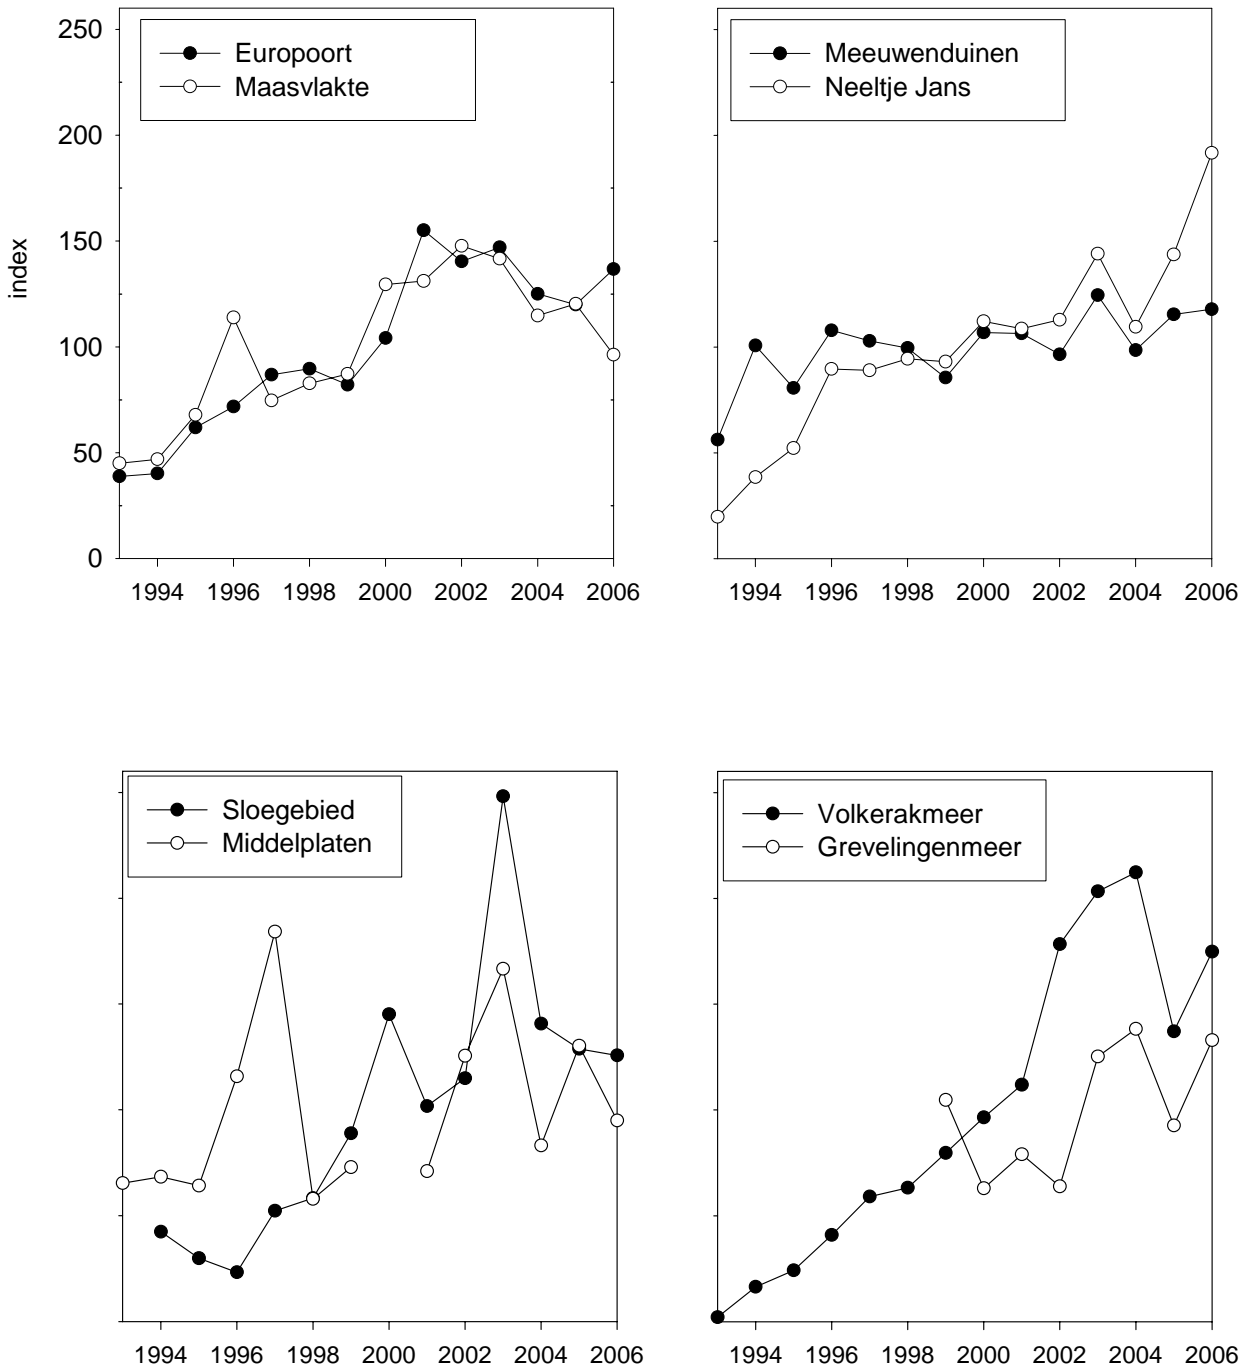 250
200
150
100
50
0
index
Europoort
Maasvlakte
1994 1996 1998 2000 2002 2004 2006
Meeuwenduinen
Neeltje Jans
1994 1996 1998 2000 2002 2004 2006
Sloegebied
Middelplaten
1994 1996 1998 2000 2002 2004 2006
Volkerakmeer
Grevelingenmeer
1994 1996 1998 2000 2002 2004 2006